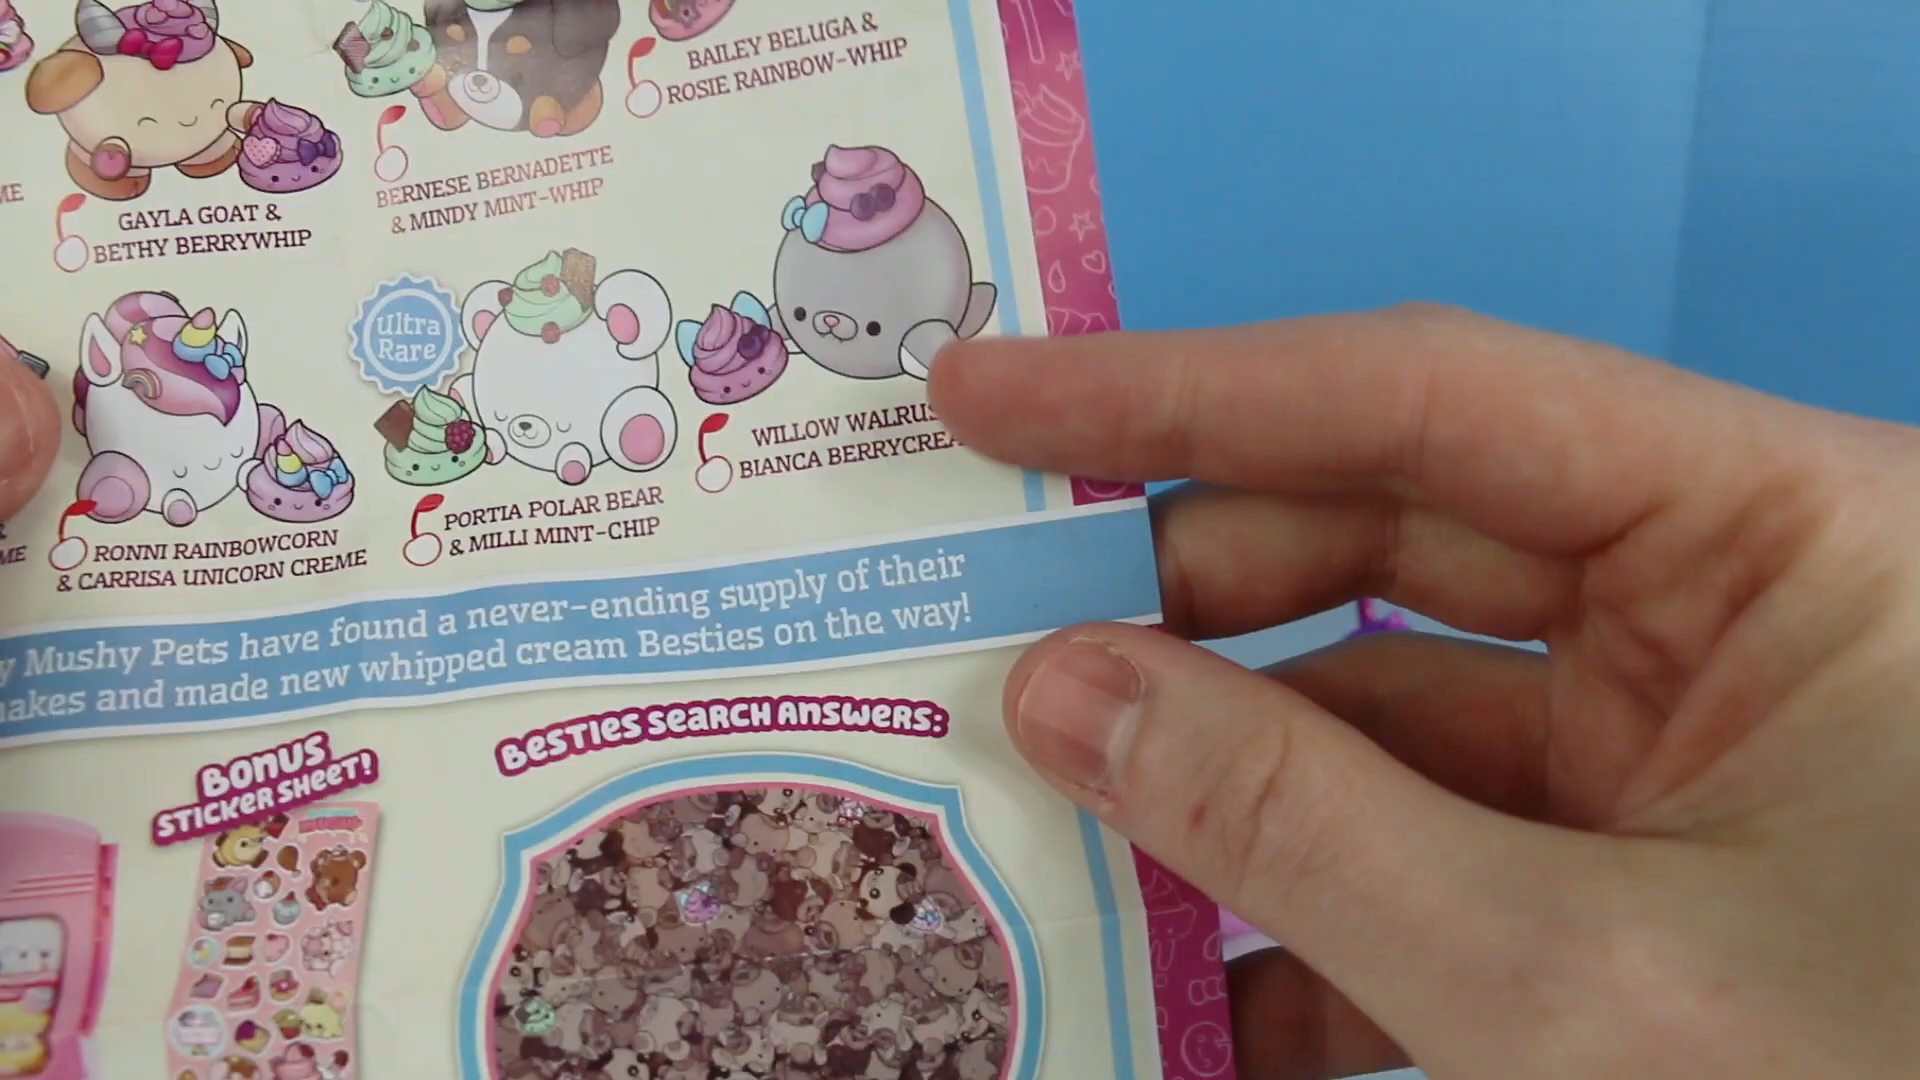 BAILEY BELUGA &
ROSIE RAINBOW-WHIP
BERNESE BERNADETTE
& MINDY MINT-WHIP
GAYLA GOAT &
BETHY BERRYWHIP
Ultra
Rare
WILLOW WALRUS
BIANCA BERRYCREA
PORTIA POLAR BEAR
& MILLI MINT-CHIP
RONNI RAINBOWCORN
& CARRISA UNICORN CREME
ME
ME
y Mushy Pets have found a never-ending supply of their
akes and made new whipped cream Besties on the way!
BONUS
STICKER SHEET!
BESTIES SEARCH ANSWERS: